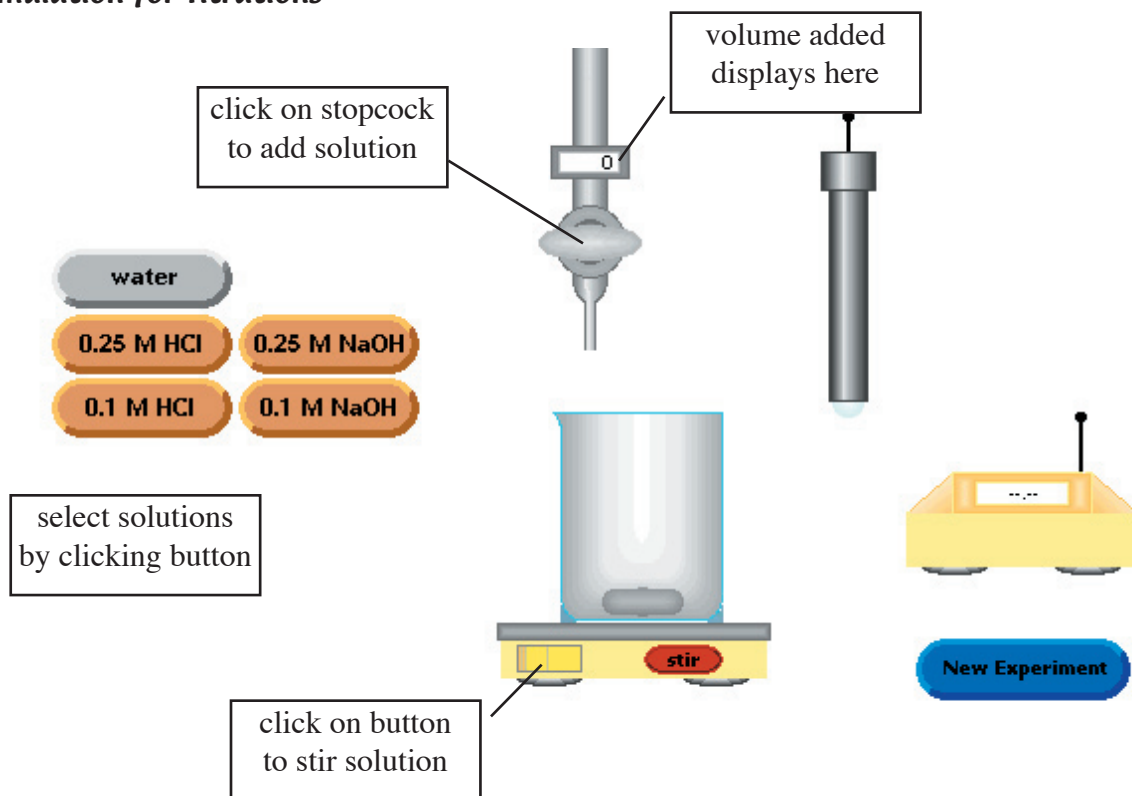 for Titrations
volume added
displays here
click on stopcock
to add solution
0
water
0.25 M HCl
0.25 M NaOH
0.1 M HCl
0.1 M NaOH
select solutions
by clicking button
--.--
stir
New Experiment
click on button
to stir solution